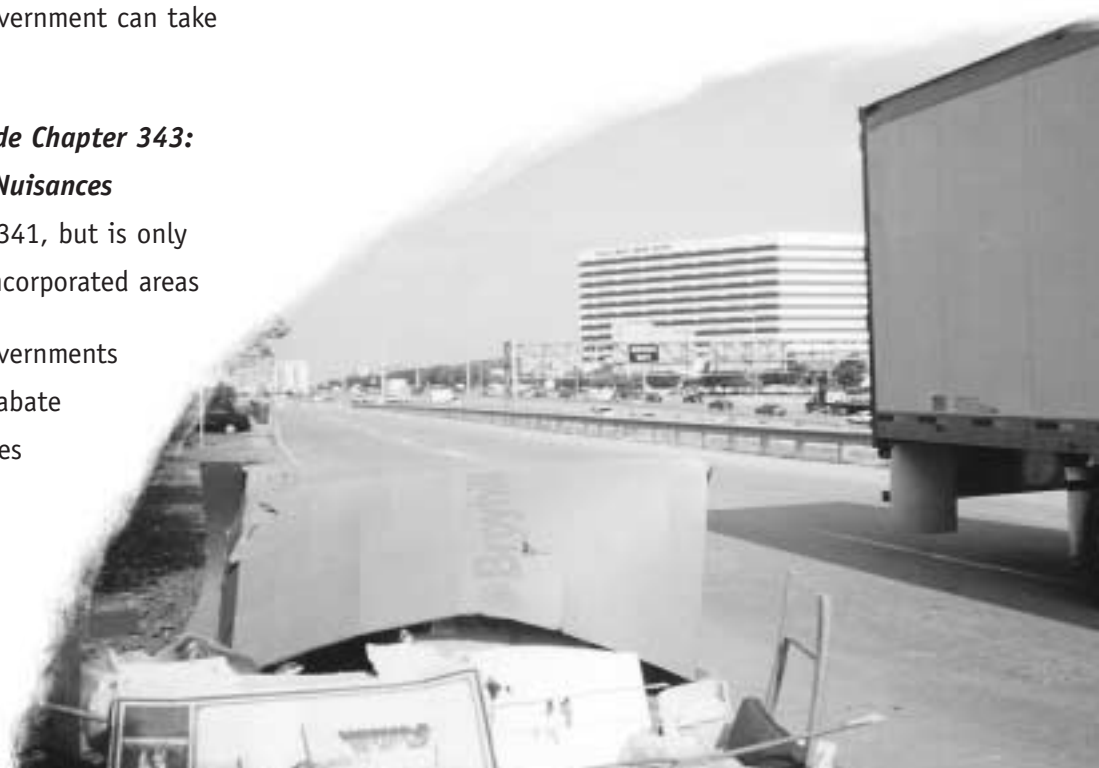 vernment can take
de Chapter 343:
Nuisances
341, but is only
ncorporated areas
vernments
abate
es